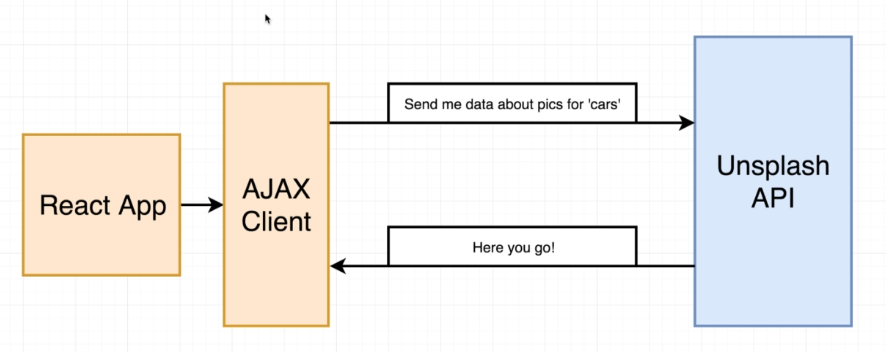 React App
AJAX
Client
Send me data about pics for 'cars'
Here you go!
Unsplash
API